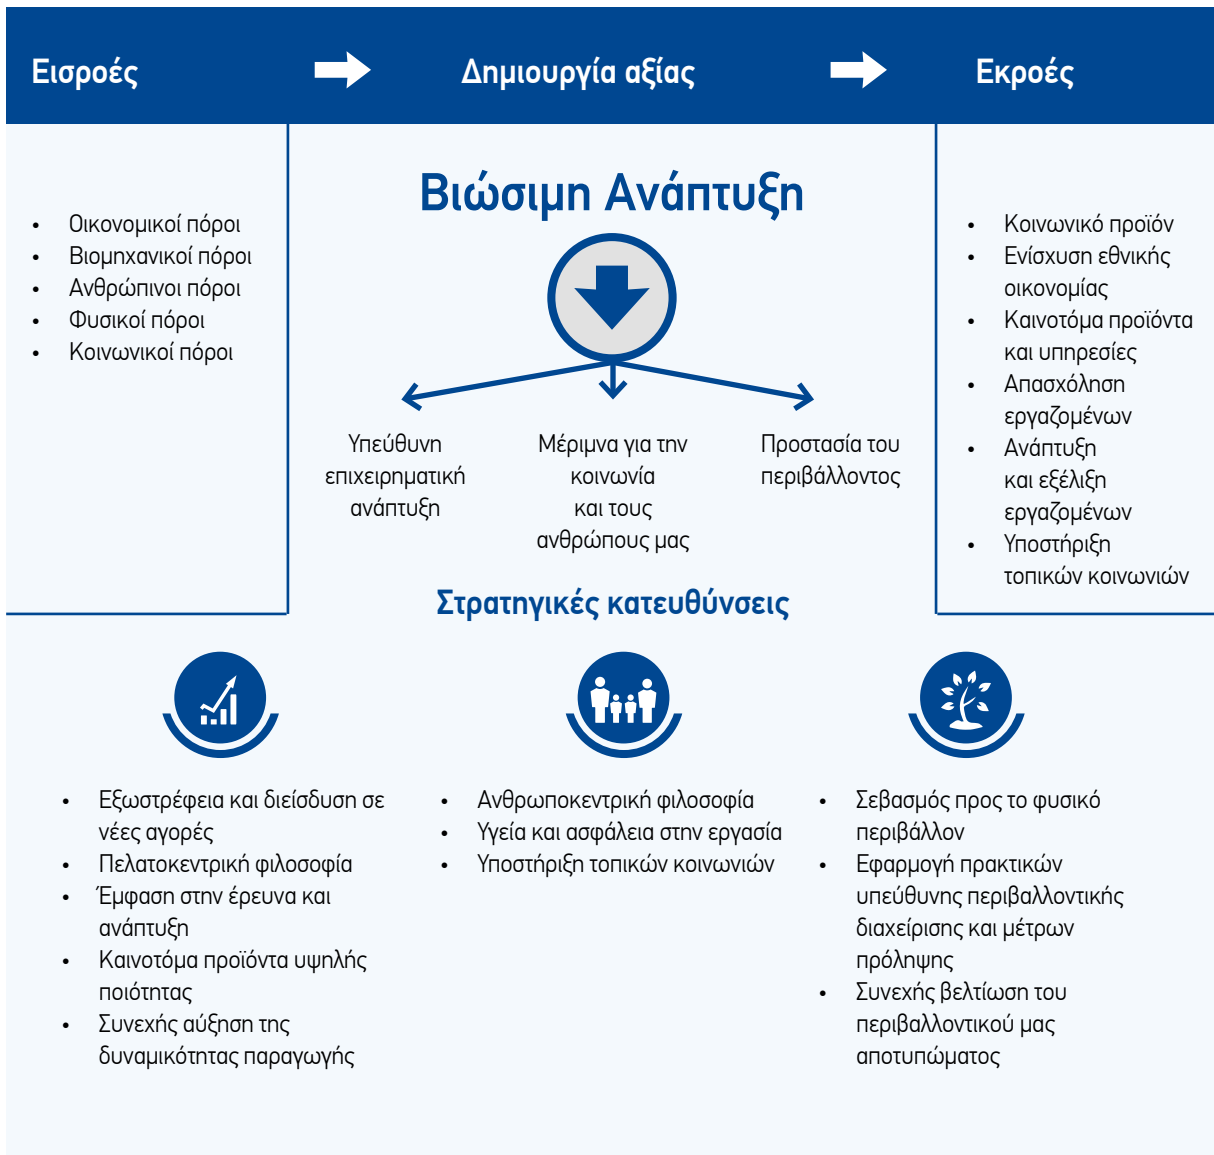 Εισροές
Δημιουργία αξίας
Εκροές
• Οικονομικοί πόροι
• Βιομηχανικοί πόροι
• Ανθρώπινοι πόροι
• Φυσικοί πόροι
• Κοινωνικοί πόροι
Βιώσιμη Ανάπτυξη
Υπεύθυνη
επιχειρηματική
ανάπτυξη
Μέριμνα για την
κοινωνία
και τους
ανθρώπους μας
Προστασία του
περιβάλλοντος
• Κοινωνικό προϊόν
• Ενίσχυση εθνικής
οικονομίας
• Καινοτόμα προϊόντα
και υπηρεσίες
• Απασχόληση
εργαζομένων
• Ανάπτυξη
και εξέλιξη
εργαζομένων
• Υποστήριξη
τοπικών κοινωνιών
Στρατηγικές κατευθύνσεις
• Εξωστρέφεια και διείσδυση σε
νέες αγορές
• Πελατοκεντρική φιλοσοφία
• Έμφαση στην έρευνα και
ανάπτυξη
• Καινοτόμα προϊόντα υψηλής
ποιότητας
• Συνεχής αύξηση της
δυναμικότητας παραγωγής
• Ανθρωποκεντρική φιλοσοφία
• Υγεία και ασφάλεια στην εργασία
• Υποστήριξη τοπικών κοινωνιών
• Σεβασμός προς το φυσικό
περιβάλλον
• Εφαρμογή πρακτικών
υπεύθυνης περιβαλλοντικής
διαχείρισης και μέτρων
πρόληψης
• Συνεχής βελτίωση του
περιβαλλοντικού μας
αποτυπώματος